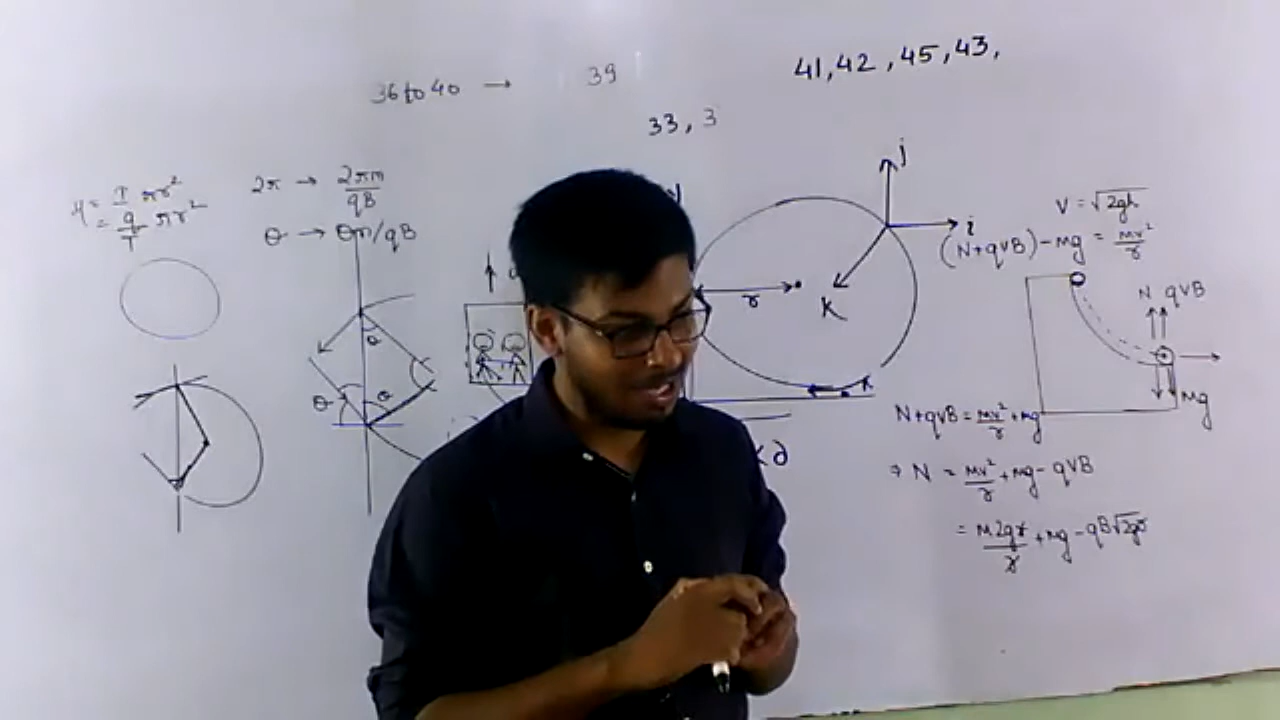 36 to 40 → 39
41, 42, 45, 43,
33, 3
μ = I/T πr²
= q/T πr²
2π → 2πm/qB
θ → θm/qB
θ
θ
θ
r
j
i
K
x
V = √2gh
(N+qVB) - mg = mv²/r
N qVB
mg
N+qVB = mv²/r + mg
⇒ N = mv²/r + mg - qVB
= m2gr/r + mg - qB√2gr